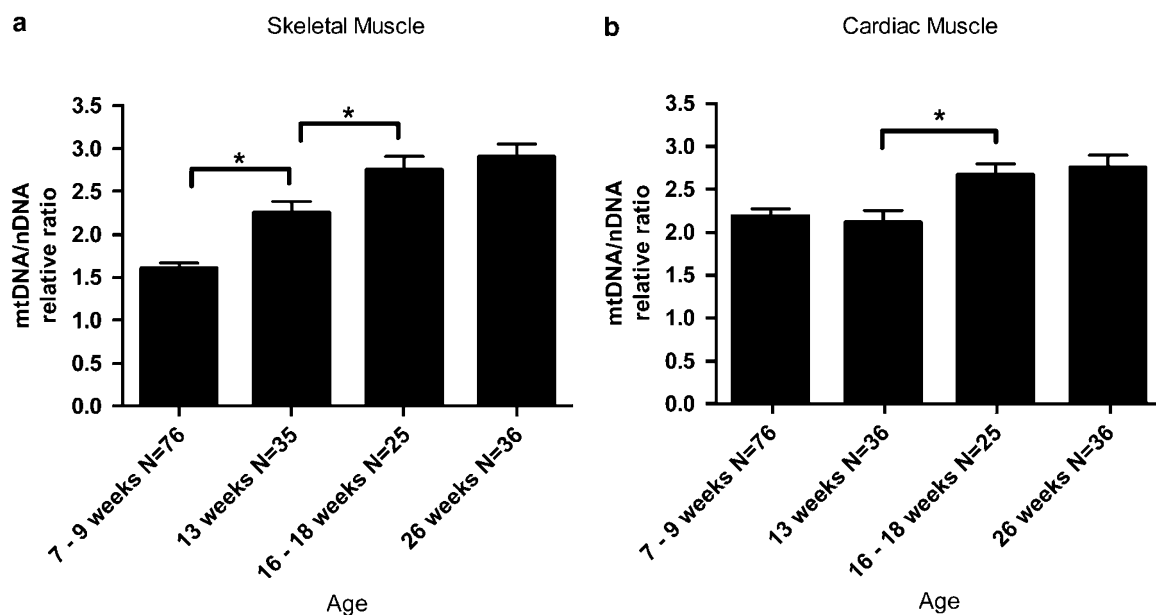 a
Skeletal Muscle
mtDNA/nDNA
relative ratio
3.5
3.0
2.5
2.0
1.5
1.0
0.5
0.0
*
*
7 - 9 weeks N=76
13 weeks N=35
16 - 18 weeks N=25
26 weeks N=36
Age
b
Cardiac Muscle
mtDNA/nDNA
relative ratio
3.5
3.0
2.5
2.0
1.5
1.0
0.5
0.0
*
7 - 9 weeks N=76
13 weeks N=36
16 - 18 weeks N=25
26 weeks N=36
Age